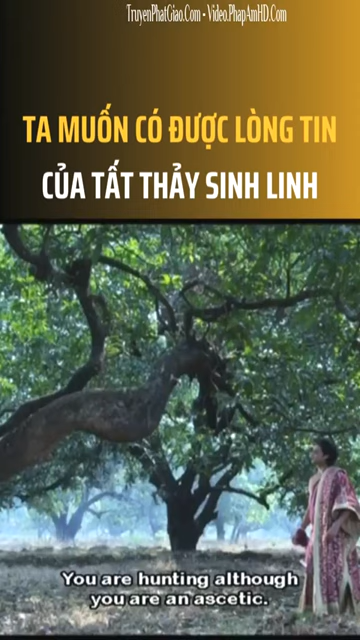 TruyenPhatGiao.Com - Video.PhapAmHD.Com
TA MUỐN CÓ ĐƯỢC LÒNG TIN
CỦA TẤT THẢY SINH LINH
You are hunting although
you are an ascetic.